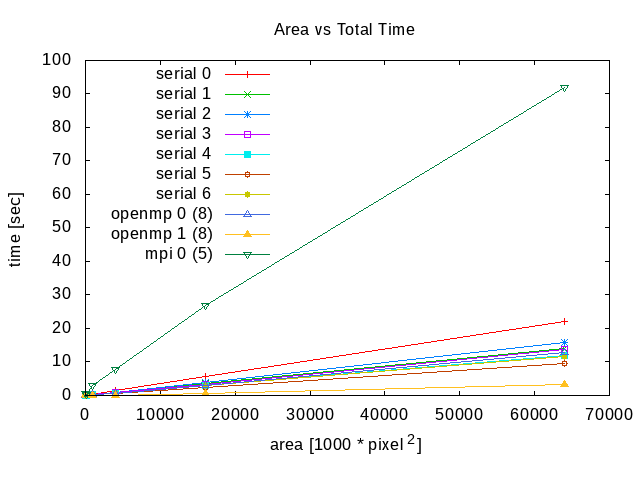 Area vs Total Time
100
90
80
70
60
50
40
30
20
10
0
time [sec]
serial 0
serial 1
serial 2
serial 3
serial 4
serial 5
serial 6
openmp 0 (8)
openmp 1 (8)
mpi 0 (5)
0 10000 20000 30000 40000 50000 60000 70000
area [1000 * pixel ²]